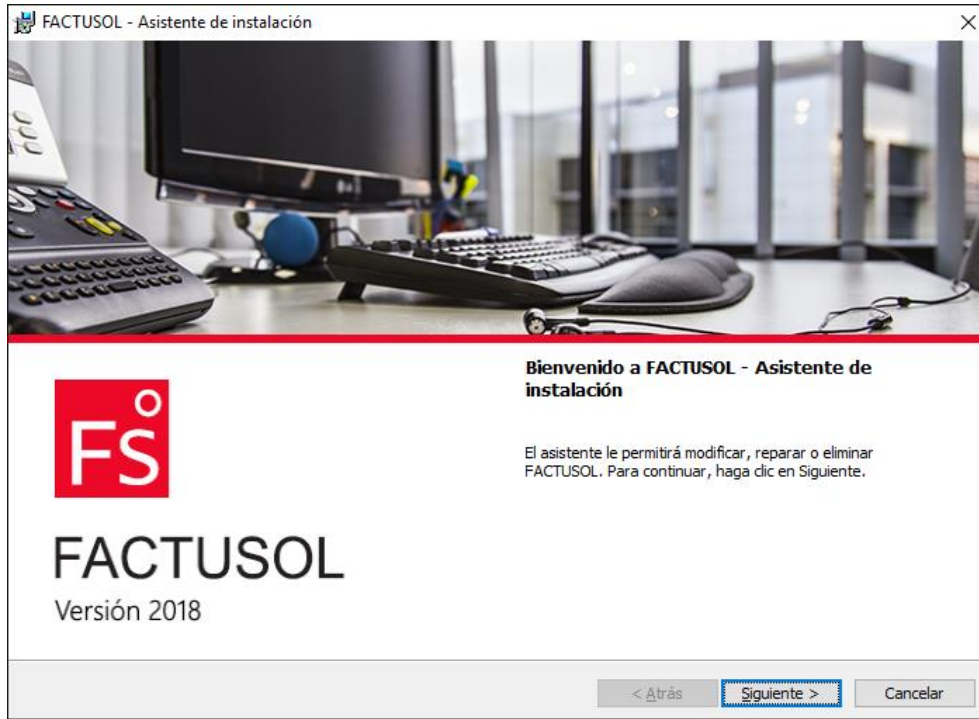 FACTUSOL - Asistente de instalación
Bienvenido a FACTUSOL - Asistente de
instalación
El asistente le permitirá modificar, reparar o eliminar
FACTUSOL. Para continuar, haga clic en Siguiente.
FS
FACTUSOL
Versión 2018
< Atrás
Siguiente >
Cancelar